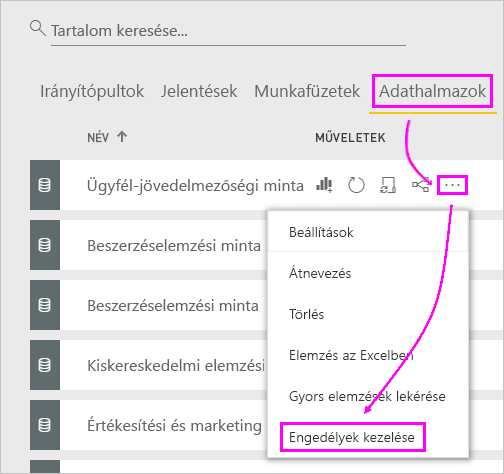 Tartalom keresése...
Irányítópultok Jelentések Munkafüzetek Adathalmazok
NÉV MŰVELETEK
Ügyfél-jövedelmezőségi minta
Beállítások
Beszerzéselemzési minta
Átnevezés
Beszerzéselemzési minta
Törlés
Elemzés az Excelben
Kiskereskedelmi elemzési
Gyors elemzések lekérése
Értékesítési és marketing
Engedélyek kezelése